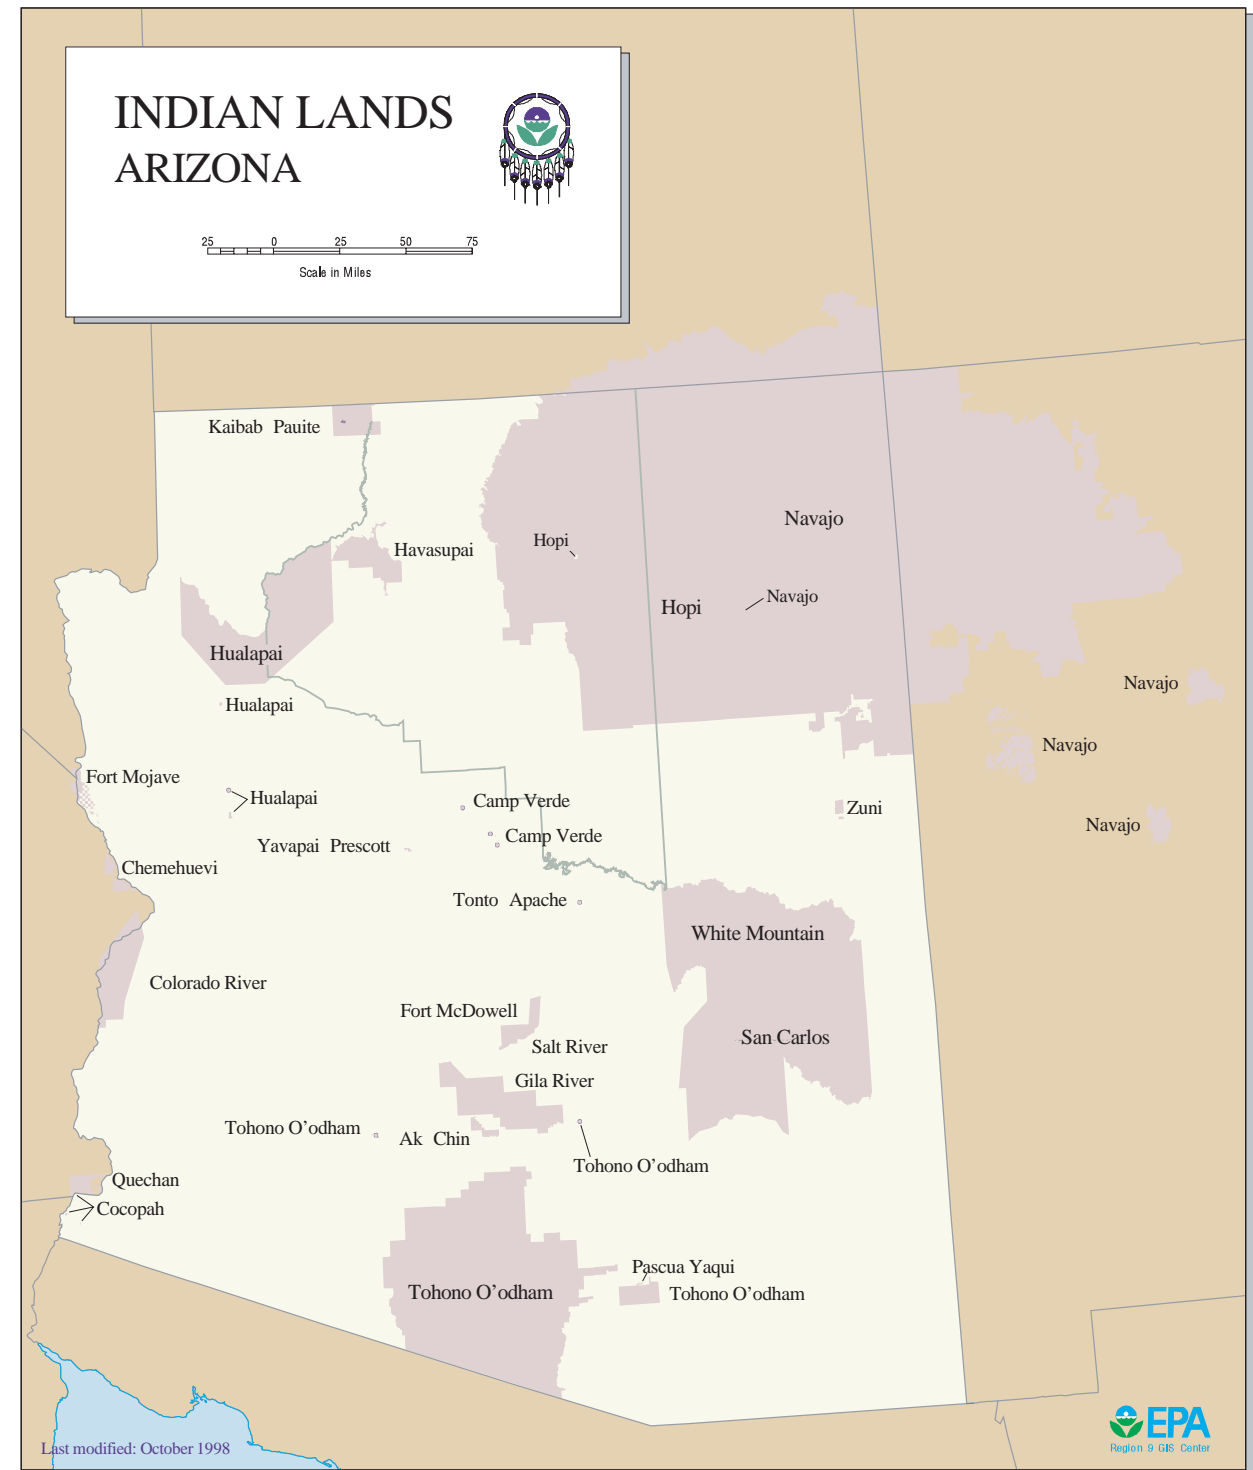 INDIAN LANDS
ARIZONA
25 0 25 50 75
Scale in Miles
Kaibab Pauite
Navajo
Hopi
Havasupai
Navajo
Hopi
Hualapai
Navajo
Hualapai
Navajo
Fort Mojave
Hualapai
Camp Verde
Zuni
Navajo
Camp Verde
Yavapai Prescott
Chemehuevi
Tonto Apache
White Mountain
Colorado River
Fort McDowell
San Carlos
Salt River
Gila River
Tohono O'odham
Ak Chin
Tohono O'odham
Quechan
Cocopah
Pascua Yaqui
Tohono O'odham
Tohono O'odham
EPA
Region 9 GIS Center
Last modified: October 1998